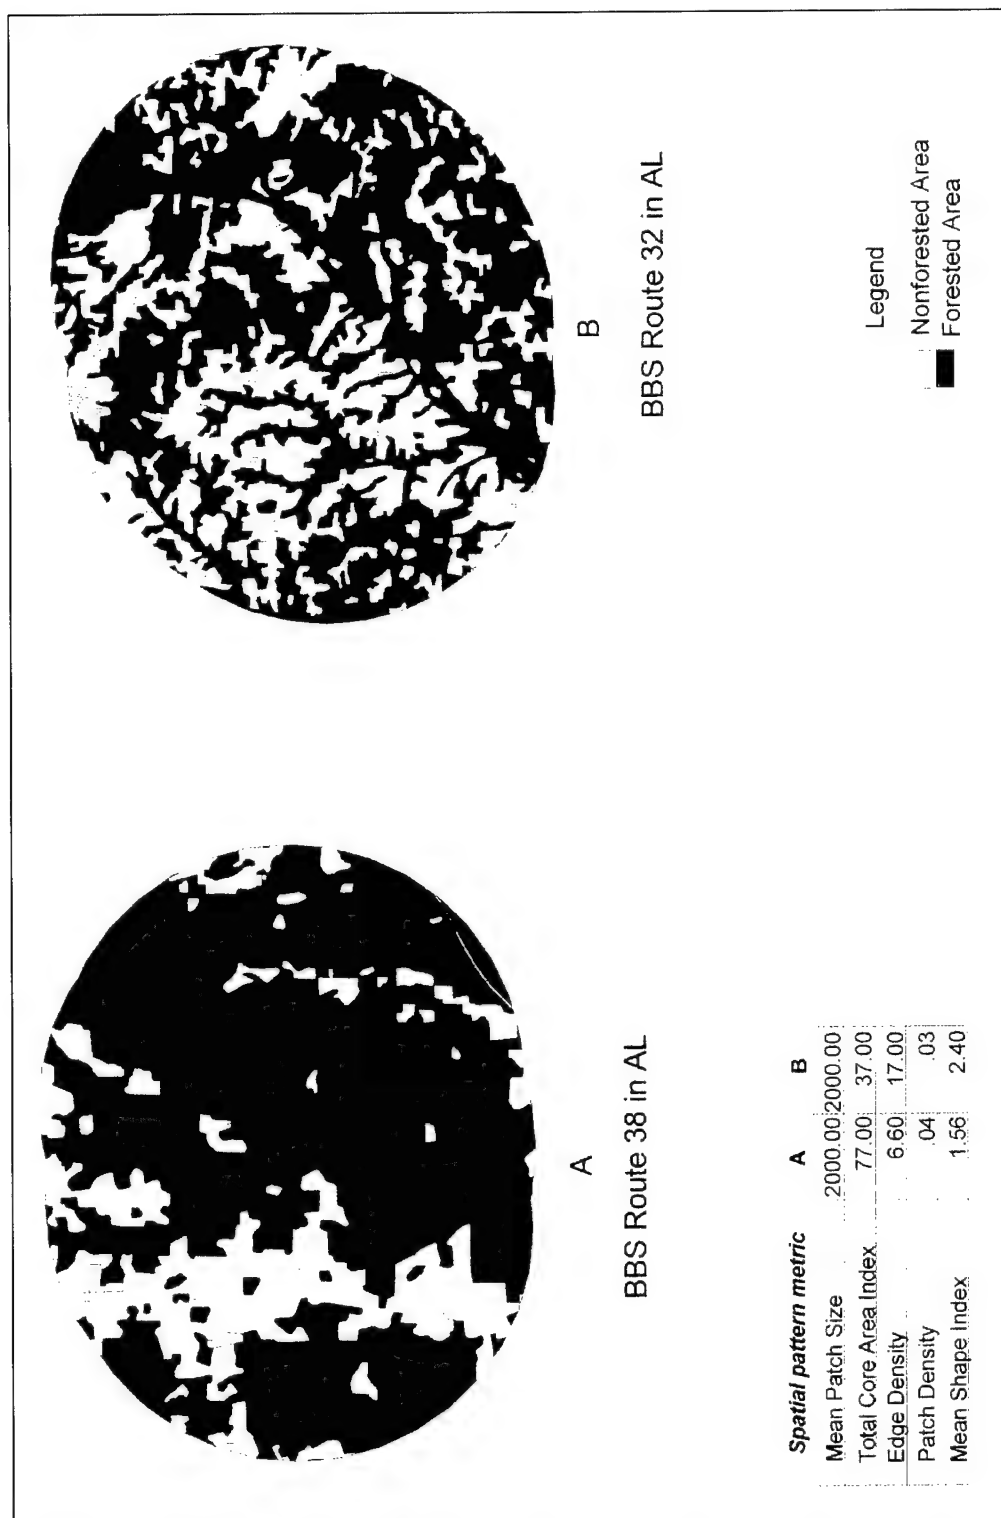 A
BBS Route 38 in AL
B
BBS Route 32 in AL
Spatial pattern metric A B
Mean Patch Size 2000.00 2000.00
Total Core Area Index 77.00 37.00
Edge Density 6.60 17.00
Patch Density .04 .03
Mean Shape Index 1.56 2.40
Legend
Nonforested Area
Forested Area